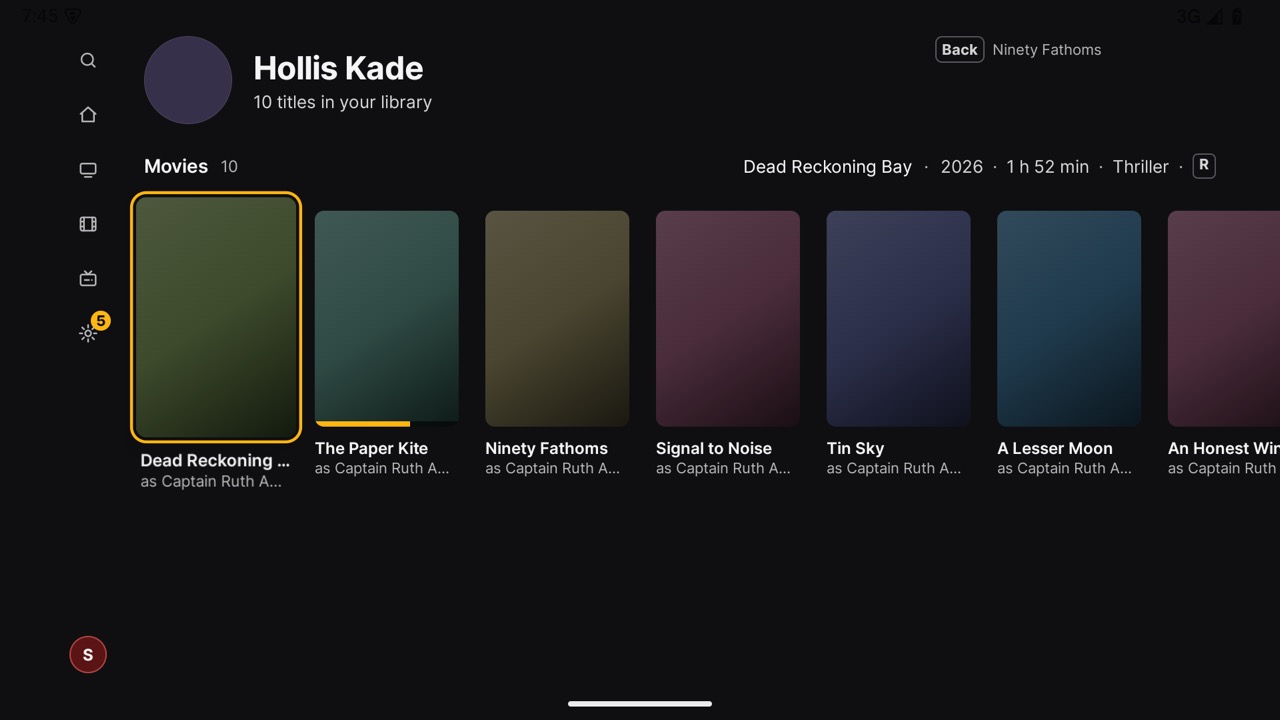 7:45
3G
Hollis Kade
10 titles in your library
Back Ninety Fathoms
Movies 10
Dead Reckoning Bay · 2026 · 1 h 52 min · Thriller · R
5
Dead Reckoning ...
as Captain Ruth A...
The Paper Kite
as Captain Ruth A...
Ninety Fathoms
as Captain Ruth A...
Signal to Noise
as Captain Ruth A...
Tin Sky
as Captain Ruth A...
A Lesser Moon
as Captain Ruth A...
An Honest Win
as Captain Ruth
S